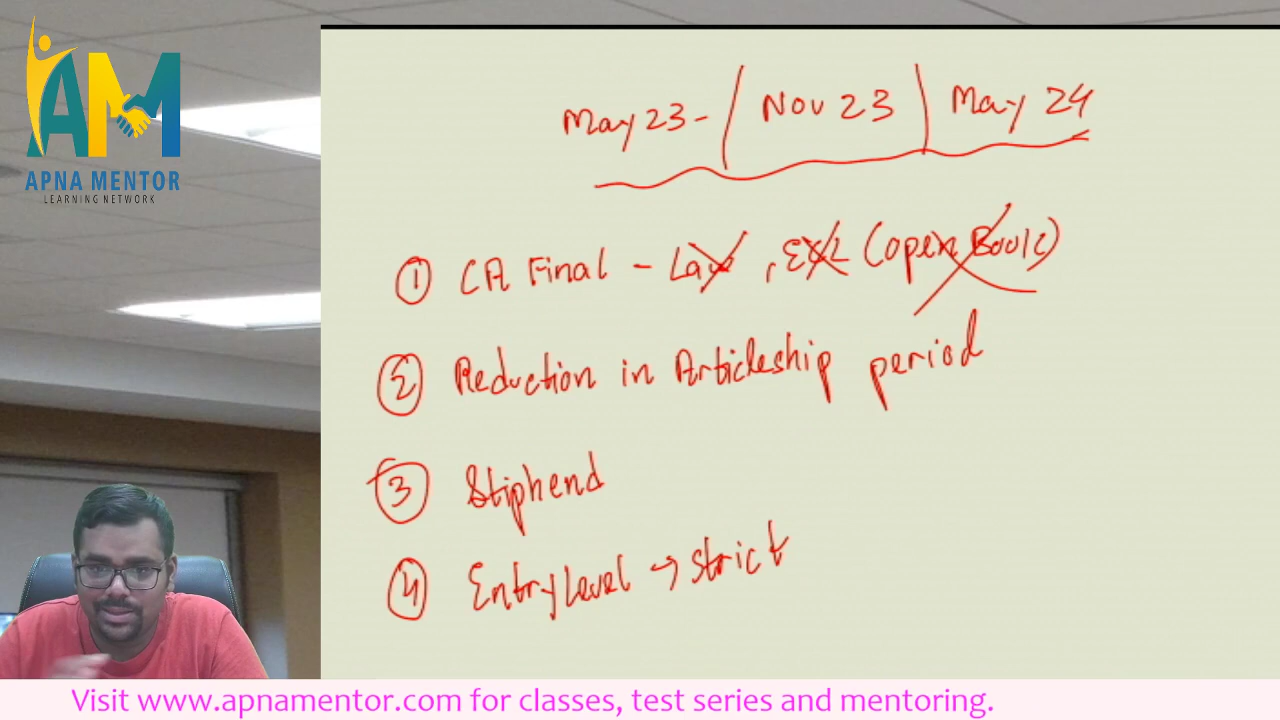 AM
APNA MENTOR
LEARNING NETWORK
May 23 - | Nov 23 | May 24
① CA Final - Law , EXL (open Book)
② Reduction in Articleship period
③ Stiphend
④ Entry Level → strict
Visit www.apnamentor.com for classes, test series and mentoring.